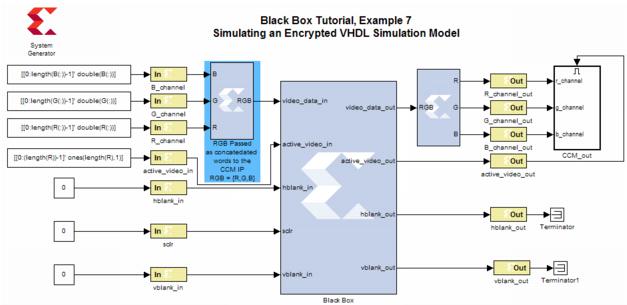 Black Box Tutorial, Example 7
Simulating an Encrypted VHDL Simulation Model
System
Generator
[[0:length(B(:))-1]' double(B(:))]
In
B_channel
[[0:length(G(:))-1]' double(G(:))]
In
G_channel
[[0:length(R(:))-1]' double(R(:))]
In
R_channel
[[0:(length(R))-1]' ones(length(R),1)]
In
active_video_in
0
In
hblank_in
0
In
sclr
0
In
vblank_in
B
G
R
RGB
RGB Passed
as concatedated
words to the
CCM IP
RGB = {R,G,B}
video_data_in
active_video_in
hblank_in
sclr
vblank_in
video_data_out
active_video_out
hblank_out
vblank_out
Black Box
RGB
R
G
B
Out
R_channel_out
Out
G_channel_out
Out
B_channel_out
Out
active_video_out
r_channel
g_channel
b_channel
CCM_out
Out
hblank_out
Terminator
Out
vblank_out
Terminator1